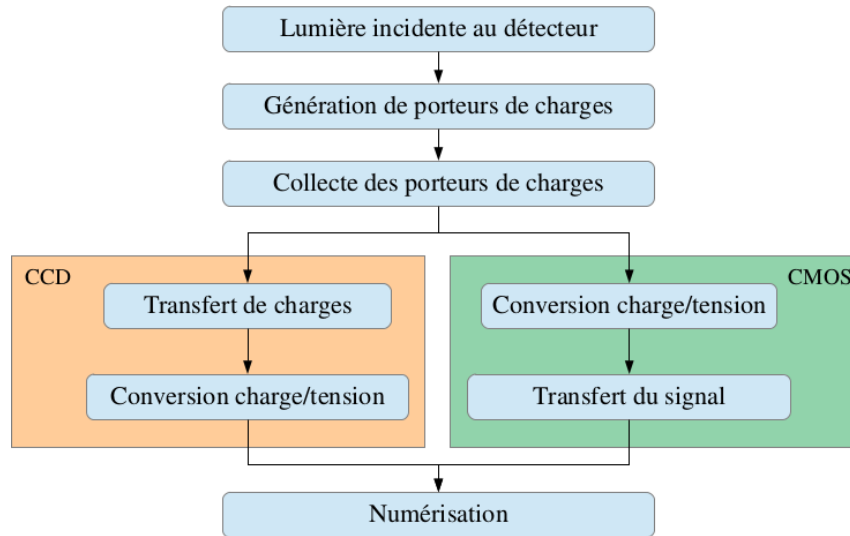 Lumière incidente au détecteur
Génération de porteurs de charges
Collecte des porteurs de charges
CCD
Transfert de charges
Conversion charge/tension
CMOS
Conversion charge/tension
Transfert du signal
Numérisation